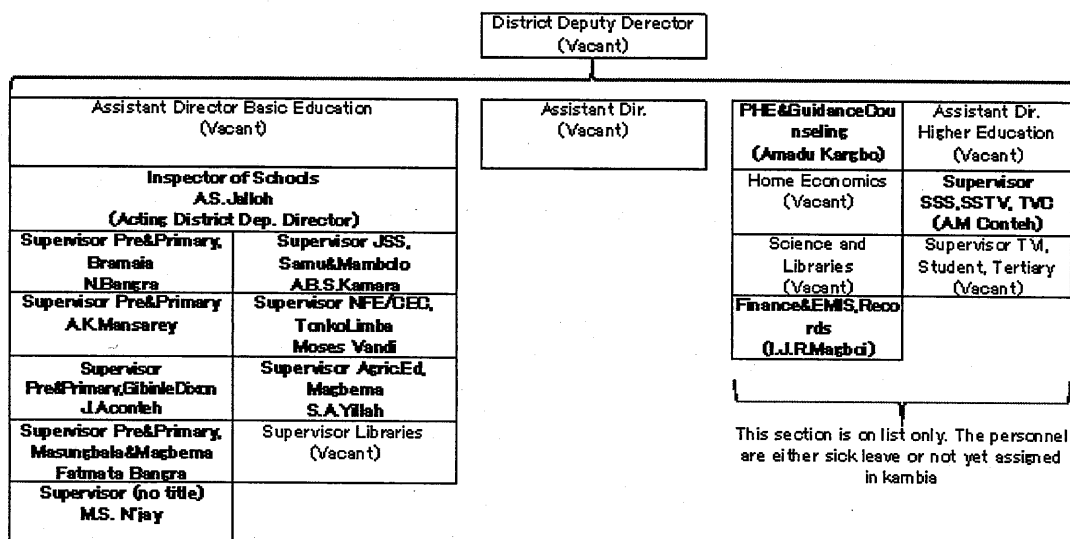 District Deputy Derector
(Vacant)
Assistant Director Basic Education
(Vacant)
Inspector of Schools
A.S.Jalloh
(Acting District Dep. Director)
Supervisor Pre&Primary,
Bramaia
N.Bangra
Supervisor JSS,
Samu&Mambolo
A.B.S.Kamara
Supervisor Pre&Primary
A.K.Mansarey
Supervisor NFE/CEC,
TonkoLimba
Moses Vandi
Supervisor
Pre&Primary,GibinleDixon
J.Aconteh
Supervisor Agric.Ed,
Magbema
S.A.Yillah
Supervisor Pre&Primary,
Masungbala&Magbema
Fatmata Bangra
Supervisor Libraries
(Vacant)
Supervisor (no title)
M.S. N'jay
Assistant Dir.
(Vacant)
PHE&GuidanceCou
nseling
(Amadu Kargbo)
Assistant Dir.
Higher Education
(Vacant)
Home Economics
(Vacant)
Supervisor
SSS,SSTV, TVC
(AM Conteh)
Science and
Libraries
(Vacant)
Supervisor TVI,
Student, Tertiary
(Vacant)
Finance&EMIS,Reco
rds
(I.J.R.Magboi)
This section is on list only. The personnel
are either sick leave or not yet assigned
in kambia